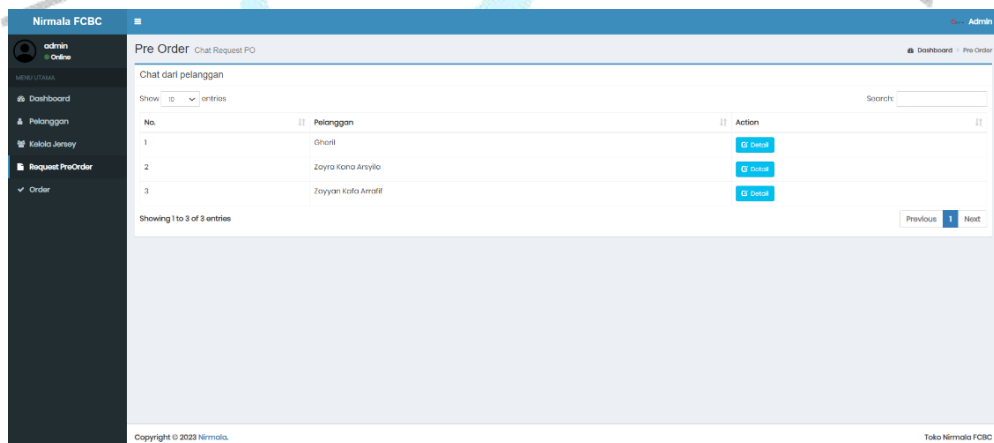 Nirmala FCBC
Admin
admin
Online
MENU UTAMA
Dashboard
Pelanggan
Kelola Jersey
Request PreOrder
Order
Pre Order Chat Request PO
Dashboard Pre Order
Chat dari pelanggan
Show 10 entries
Search:
No. Pelanggan Action
1 Gheril Detail
2 Zayra Kana Arsyila Detail
3 Zayyan Kafa Arrafif Detail
Showing 1 to 3 of 3 entries
Previous 1 Next
Copyright © 2023 Nirmala.
Toko Nirmala FCBC